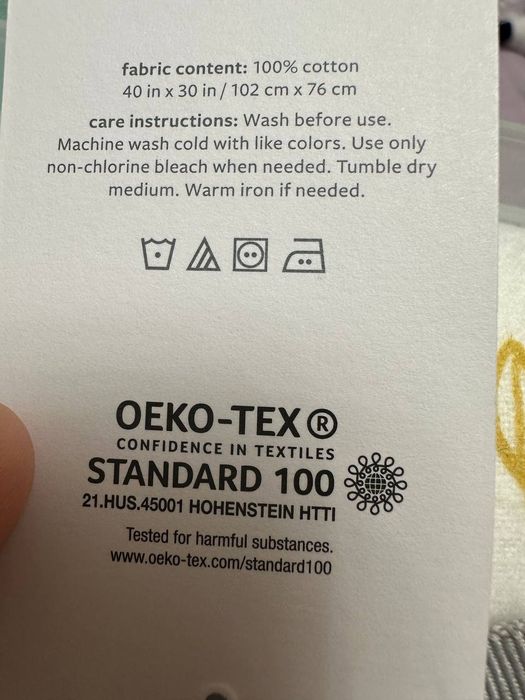 fabric content: 100% cotton
40 in x 30 in / 102 cm x 76 cm
care instructions: Wash before use.
Machine wash cold with like colors. Use only
non-chlorine bleach when needed. Tumble dry
medium. Warm iron if needed.
OEKO-TEX®
CONFIDENCE IN TEXTILES
STANDARD 100
21.HUS.45001 HOHENSTEIN HTTI
Tested for harmful substances.
www.oeko-tex.com/standard100